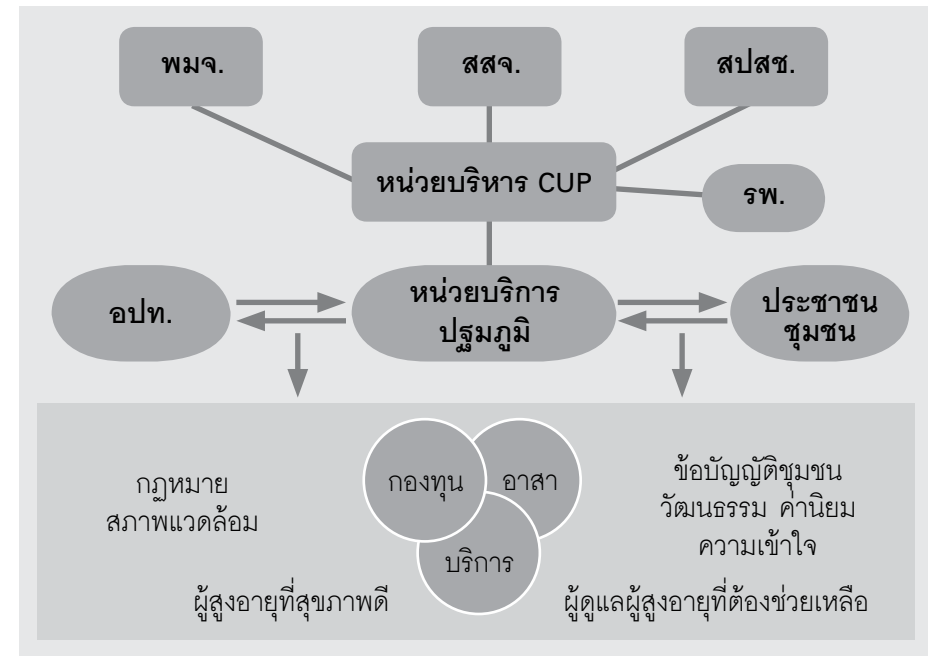 พมจ.
สสจ.
สปสช.
หน่วยบริหาร CUP
รพ.
อปท.
หน่วยบริการ
ปฐมภูมิ
ประชาชน
ชุมชน
กฎหมาย
สภาพแวดล้อม
กองทุน
อาสา
บริการ
ข้อบัญญัติชุมชน
วัฒนธรรม ค่านิยม
ความเข้าใจ
ผู้สูงอายุที่สุขภาพดี
ผู้ดูแลผู้สูงอายุที่ต้องช่วยเหลือ